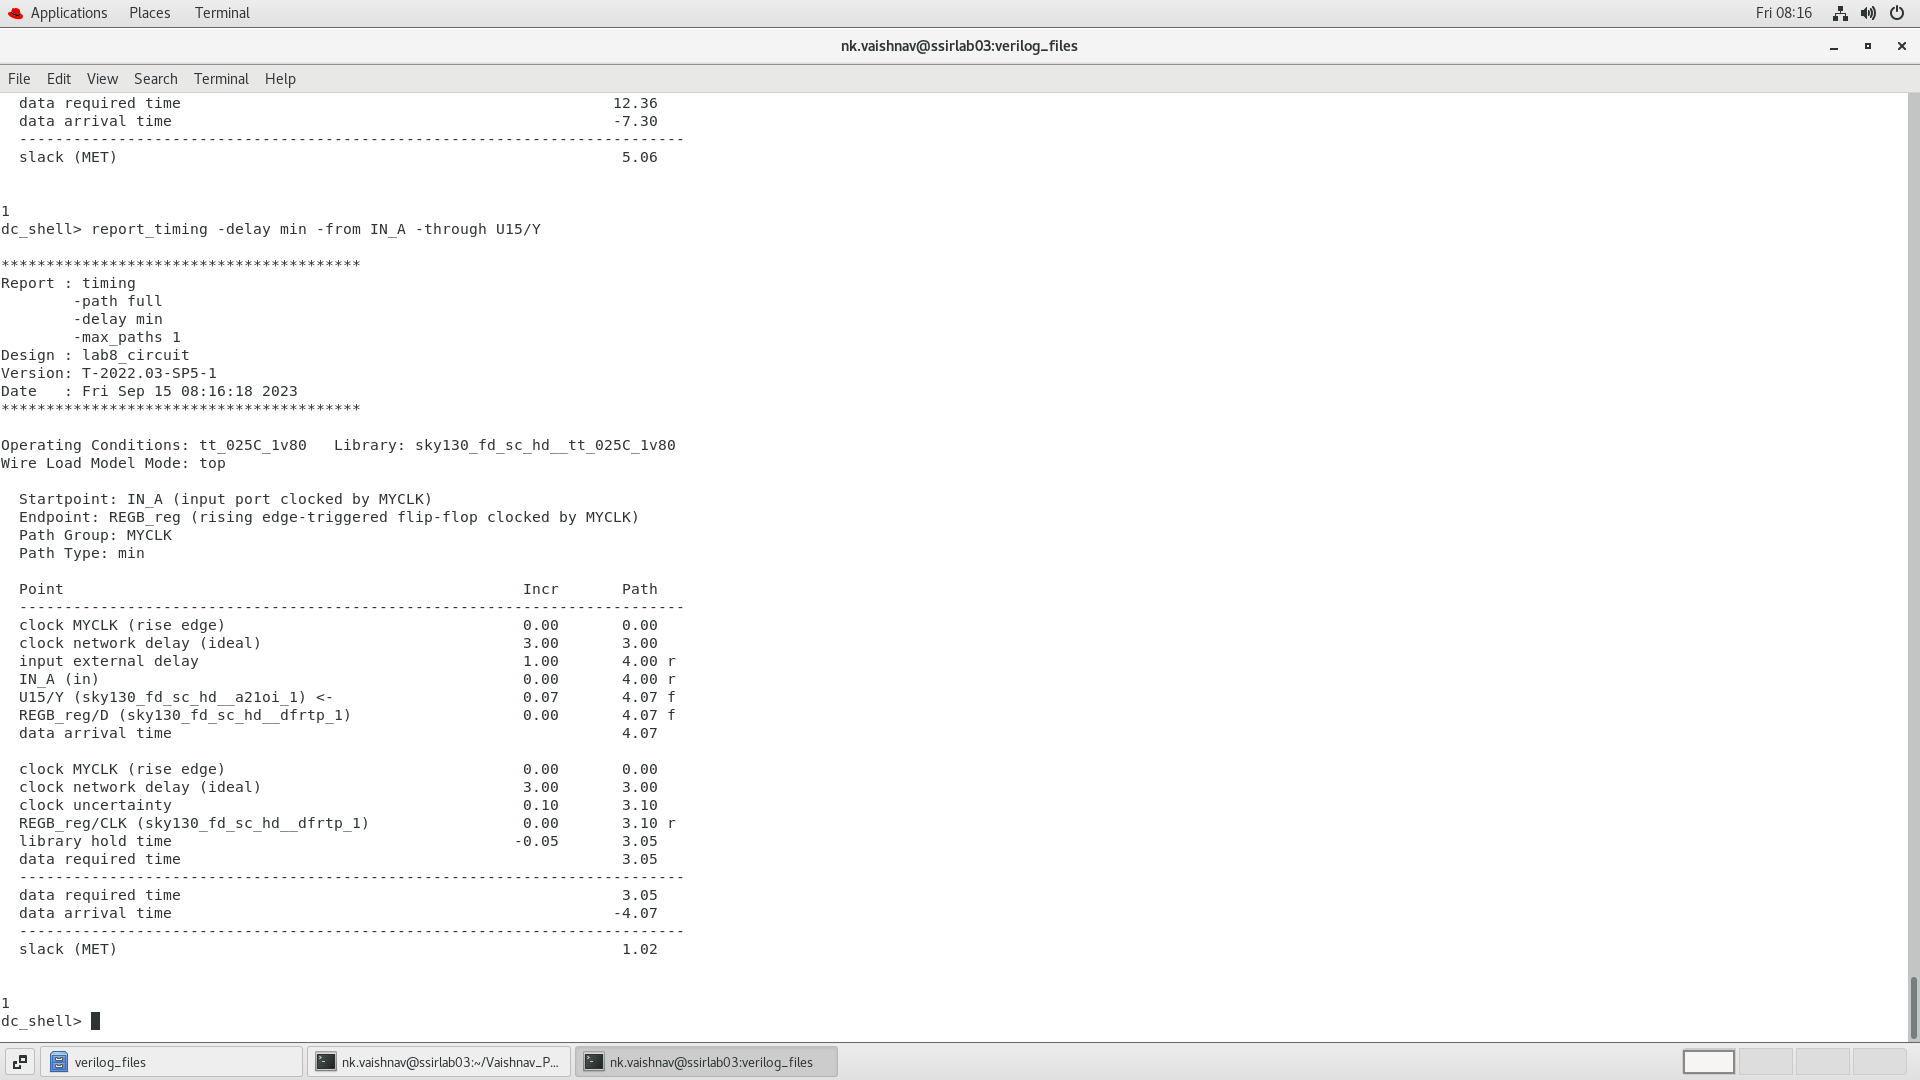 Applications Places Terminal Fri 08:16
nk.vaishnav@ssirlab03:verilog_files
File Edit View Search Terminal Help
data required time 12.36
data arrival time -7.30
--------------------------------------------------------------------------
slack (MET) 5.06
1
dc_shell> report_timing -delay min -from IN_A -through U15/Y
****************************************
Report : timing
-path full
-delay min
-max_paths 1
Design : lab8_circuit
Version: T-2022.03-SP5-1
Date : Fri Sep 15 08:16:18 2023
****************************************
Operating Conditions: tt_025C_1v80 Library: sky130_fd_sc_hd__tt_025C_1v80
Wire Load Model Mode: top
Startpoint: IN_A (input port clocked by MYCLK)
Endpoint: REGB_reg (rising edge-triggered flip-flop clocked by MYCLK)
Path Group: MYCLK
Path Type: min
Point Incr Path
--------------------------------------------------------------------------
clock MYCLK (rise edge) 0.00 0.00
clock network delay (ideal) 3.00 3.00
input external delay 1.00 4.00 r
IN_A (in) 0.00 4.00 r
U15/Y (sky130_fd_sc_hd__a21oi_1) <- 0.07 4.07 f
REGB_reg/D (sky130_fd_sc_hd__dfrtp_1) 0.00 4.07 f
data arrival time 4.07
clock MYCLK (rise edge) 0.00 0.00
clock network delay (ideal) 3.00 3.00
clock uncertainty 0.10 3.10
REGB_reg/CLK (sky130_fd_sc_hd__dfrtp_1) 0.00 3.10 r
library hold time -0.05 3.05
data required time 3.05
--------------------------------------------------------------------------
data required time 3.05
data arrival time -4.07
--------------------------------------------------------------------------
slack (MET) 1.02
1
dc_shell>
verilog_files nk.vaishnav@ssirlab03:~/Vaishnav_P... nk.vaishnav@ssirlab03:verilog_files